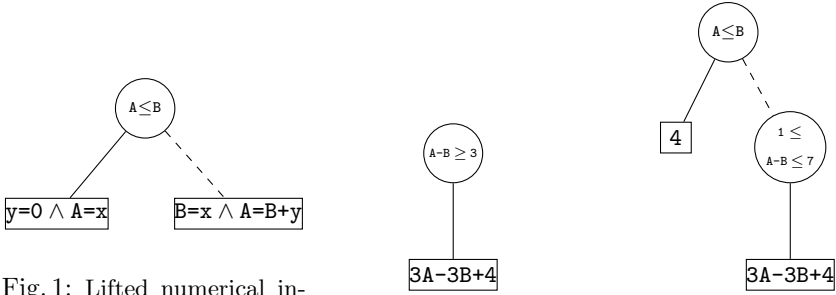 A≤B
y=0 ∧ A=x
B=x ∧ A=B+y
Fig. 1: Lifted numerical in-
A-B ≥ 3
3A-3B+4
A≤B
4
1 ≤
A-B ≤ 7
3A-3B+4